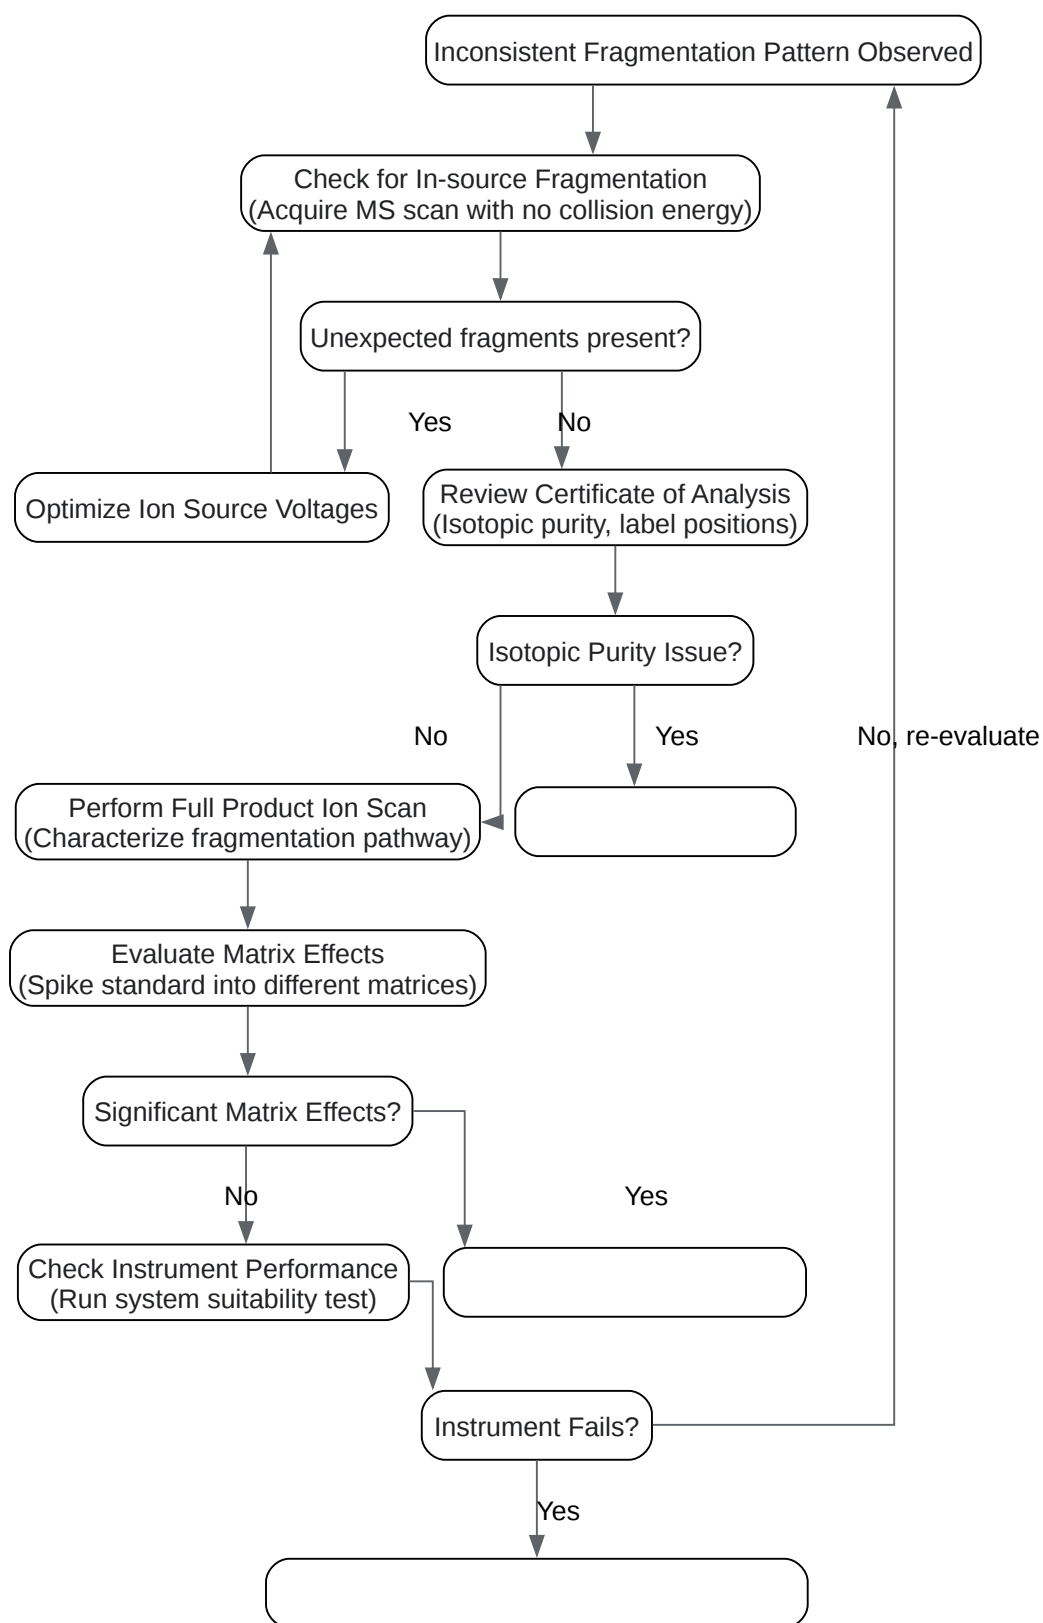 Inconsistent Fragmentation Pattern Observed
Check for In-source Fragmentation
(Acquire MS scan with no collision energy)
Unexpected fragments present?
Yes
No
Optimize Ion Source Voltages
Review Certificate of Analysis
(Isotopic purity, label positions)
Isotopic Purity Issue?
No
Yes
No, re-evaluate
Perform Full Product Ion Scan
(Characterize fragmentation pathway)
Evaluate Matrix Effects
(Spike standard into different matrices)
Significant Matrix Effects?
No
Yes
Check Instrument Performance
(Run system suitability test)
Instrument Fails?
Yes